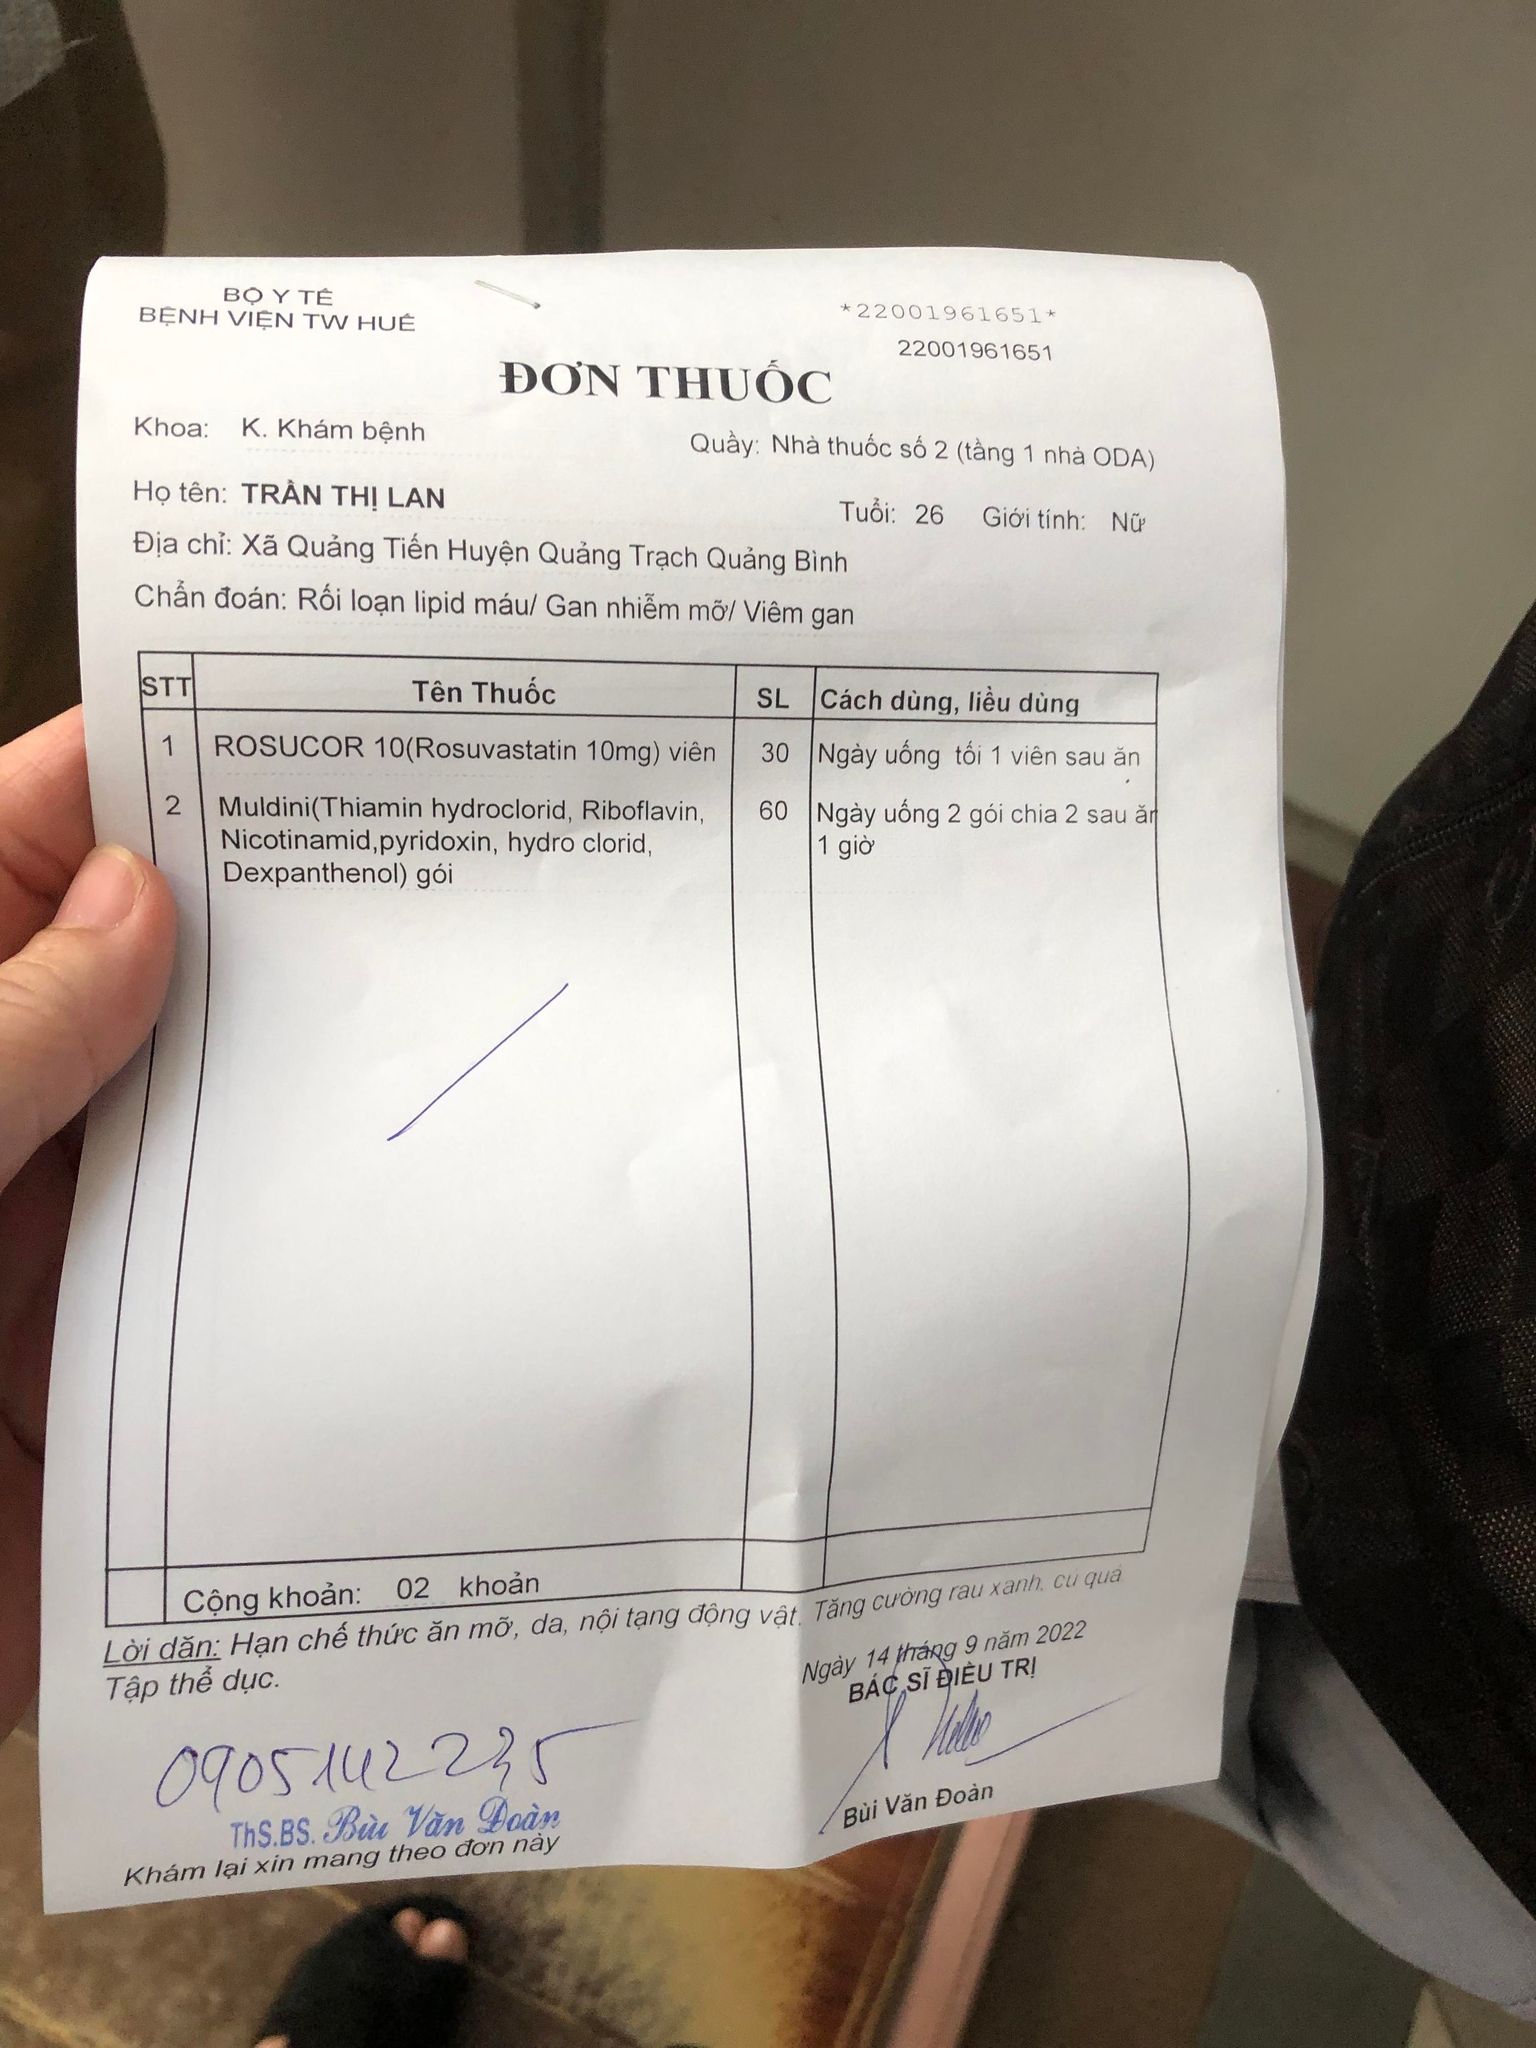 BỘ Y TẾ
BỆNH VIỆN TW HUẾ
*22001961651*
22001961651
ĐƠN THUỐC
Khoa: K. Khám bệnh
Quầy: Nhà thuốc số 2 (tầng 1 nhà ODA)
Họ tên: TRẦN THỊ LAN
Tuổi: 26 Giới tính: Nữ
Địa chỉ: Xã Quảng Tiến Huyện Quảng Trạch Quảng Bình
Chẩn đoán: Rối loạn lipid máu/ Gan nhiễm mỡ/ Viêm gan
STT Tên Thuốc SL Cách dùng, liều dùng
1 ROSUCOR 10(Rosuvastatin 10mg) viên 30 Ngày uống tối 1 viên sau ăn
2 Muldini(Thiamin hydroclorid, Riboflavin, 60 Ngày uống 2 gói chia 2 sau ăn
Nicotinamid,pyridoxin, hydro clorid, 1 giờ
Dexpanthenol) gói
Cộng khoản: 02 khoản
Lời dặn: Hạn chế thức ăn mỡ, da, nội tạng động vật. Tăng cường rau xanh, củ quả
Tập thể dục.
Ngày 14 tháng 9 năm 2022
BÁC SĨ ĐIỀU TRỊ
0905142235
ThS.BS. Bùi Văn Đoàn
Bùi Văn Đoàn
Khám lại xin mang theo đơn này